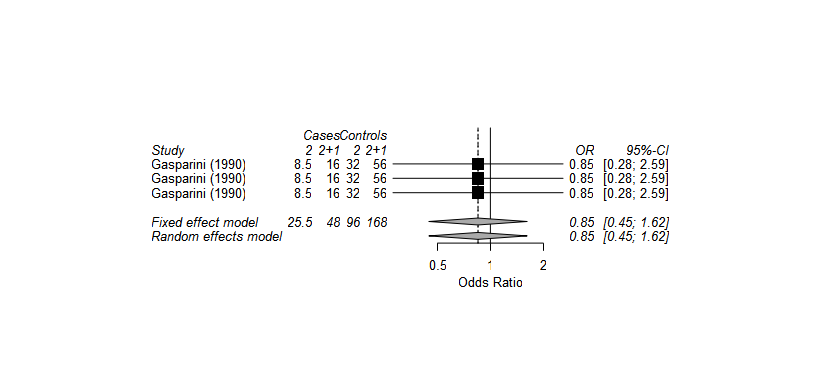 CasesControls
Study 2 2+1 2 2+1 OR 95%-CI
Gasparini (1990) 8.5 16 32 56 0.85 [0.28; 2.59]
Gasparini (1990) 8.5 16 32 56 0.85 [0.28; 2.59]
Gasparini (1990) 8.5 16 32 56 0.85 [0.28; 2.59]
Fixed effect model 25.5 48 96 168 0.85 [0.45; 1.62]
Random effects model 0.85 [0.45; 1.62]
0.5 1 2
Odds Ratio